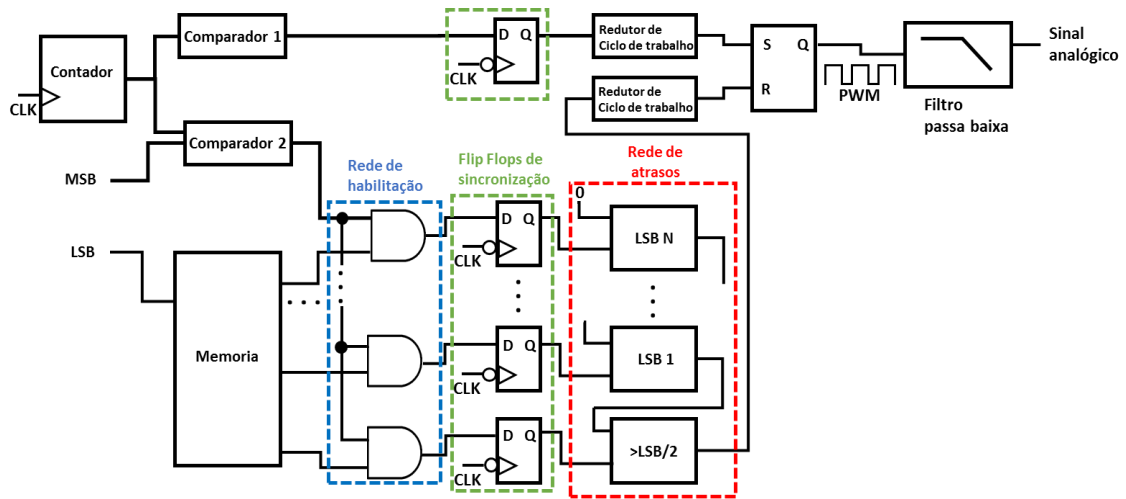 Contador
CLK
Comparador 1
Comparador 2
MSB
LSB
Memoria
Rede de
habilitação
Flip Flops de
sincronização
Rede de
atrasos
D Q
CLK
Redutor de
Ciclo de trabalho
Redutor de
Ciclo de trabalho
S Q
R
PWM
Filtro
passa baixa
Sinal
analógico
D Q
CLK
D Q
CLK
D Q
CLK
0
LSB N
LSB 1
>LSB/2